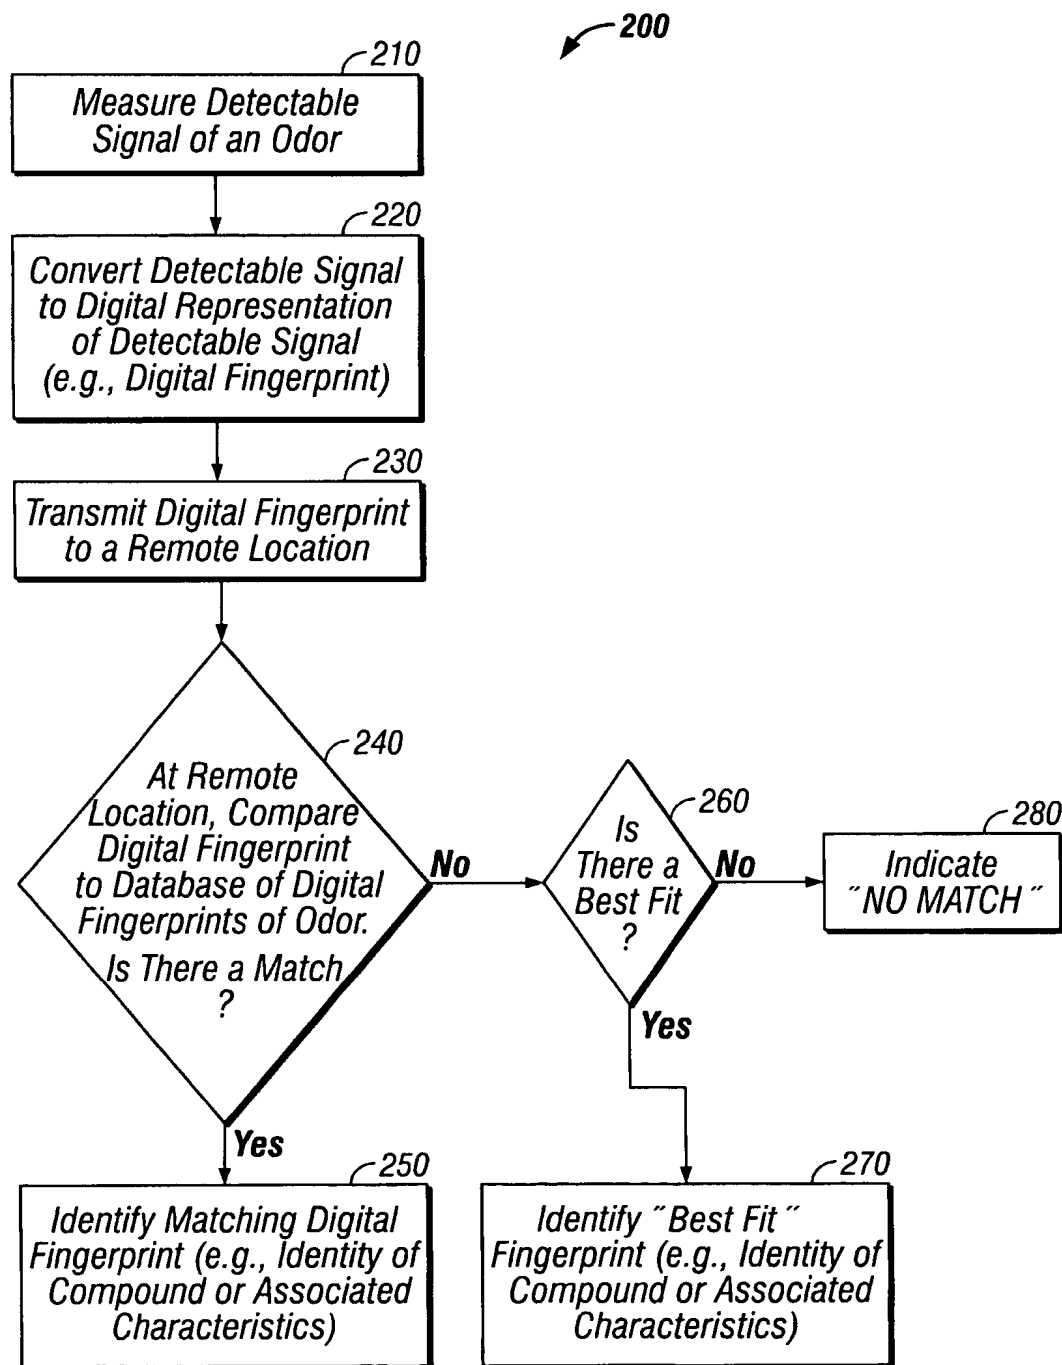 200
210
Measure Detectable
Signal of an Odor
220
Convert Detectable Signal
to Digital Representation
of Detectable Signal
(e.g., Digital Fingerprint)
230
Transmit Digital Fingerprint
to a Remote Location
240
At Remote
Location, Compare
Digital Fingerprint
to Database of Digital
Fingerprints of Odor.
Is There a Match
?
No
Yes
260
Is
There a
Best Fit
?
No
Yes
280
Indicate
"NO MATCH"
250
Identify Matching Digital
Fingerprint (e.g., Identity of
Compound or Associated
Characteristics)
270
Identify "Best Fit"
Fingerprint (e.g., Identity of
Compound or Associated
Characteristics)